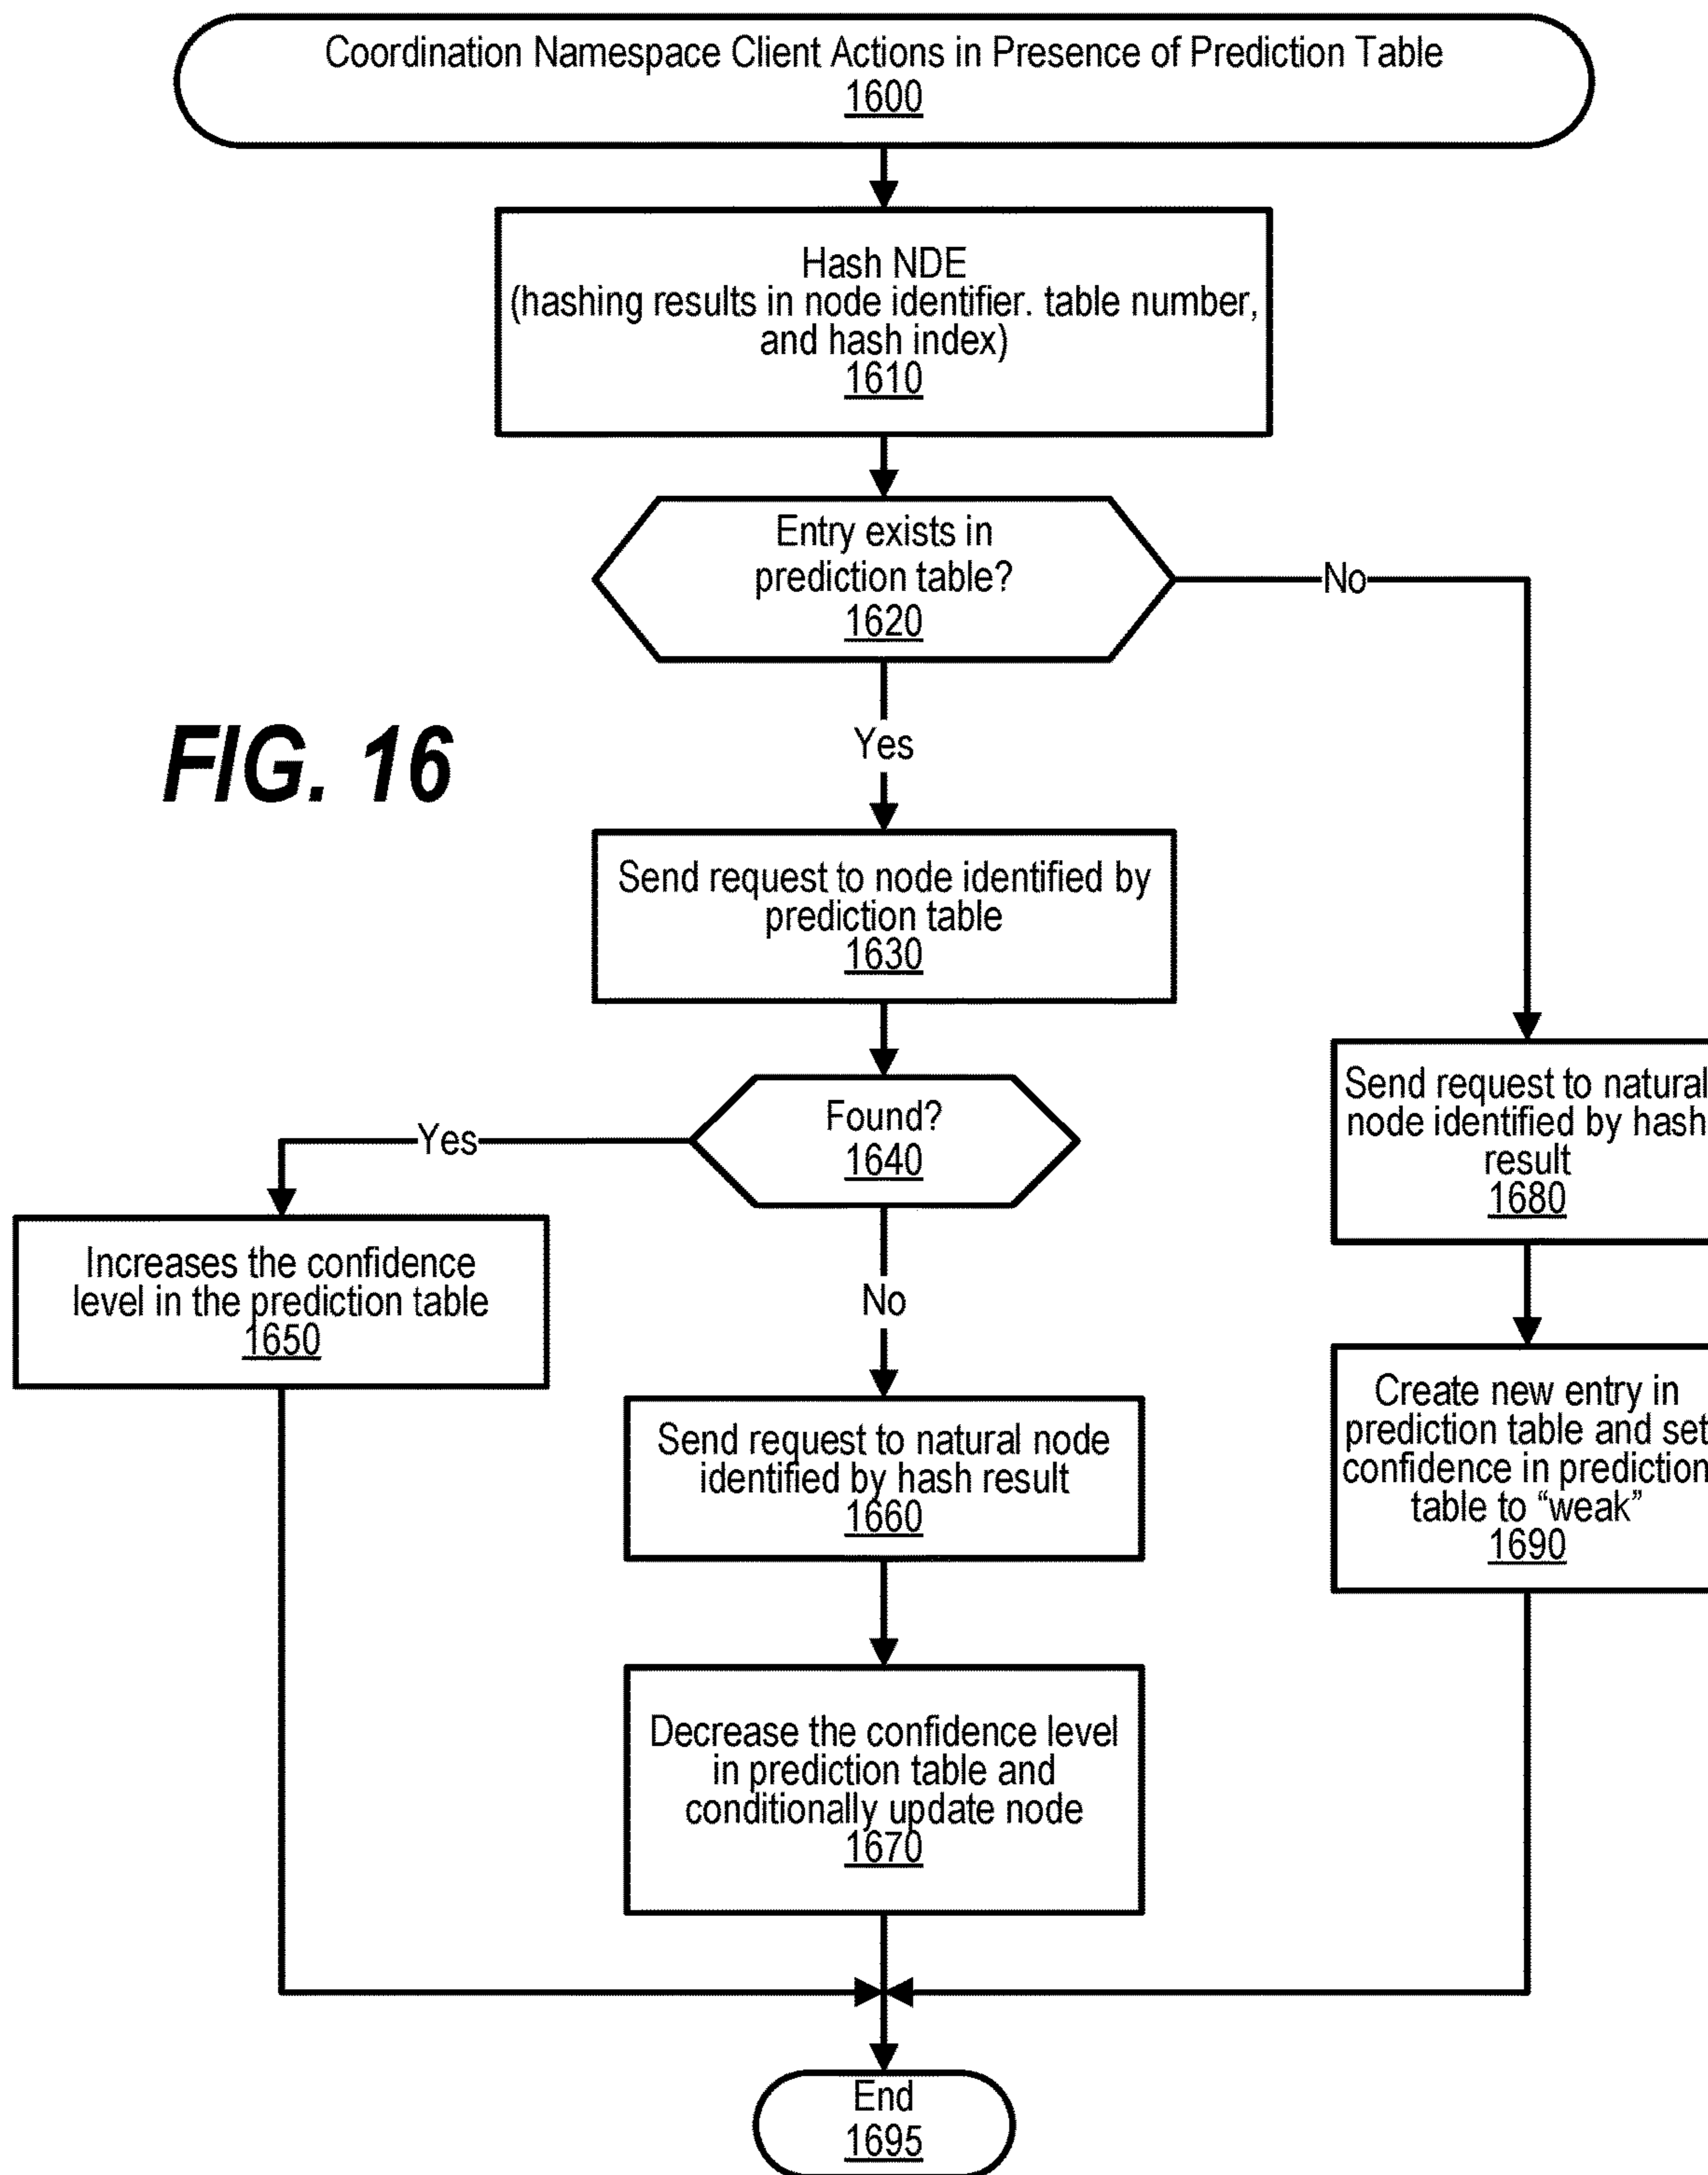 Coordination Namespace Client Actions in Presence of Prediction Table
1600
Hash NDE
(hashing results in node identifier. table number,
and hash index)
1610
Entry exists in
prediction table?
1620
No
Yes
FIG. 16
Send request to node identified by
prediction table
1630
Found?
1640
Yes
Increases the confidence
level in the prediction table
1650
No
Send request to natural node
identified by hash result
1660
Decrease the confidence level
in prediction table and
conditionally update node
1670
Send request to natural
node identified by hash
result
1680
Create new entry in
prediction table and set
confidence in prediction
table to “weak”
1690
End
1695